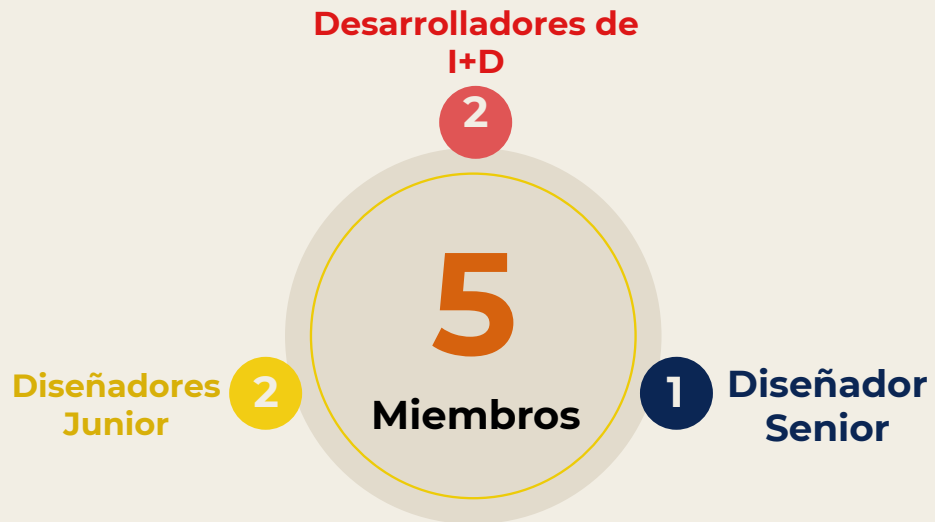 Desarrolladores de
I+D
2
5
Miembros
Diseñadores
Junior
2
1
Diseñador
Senior